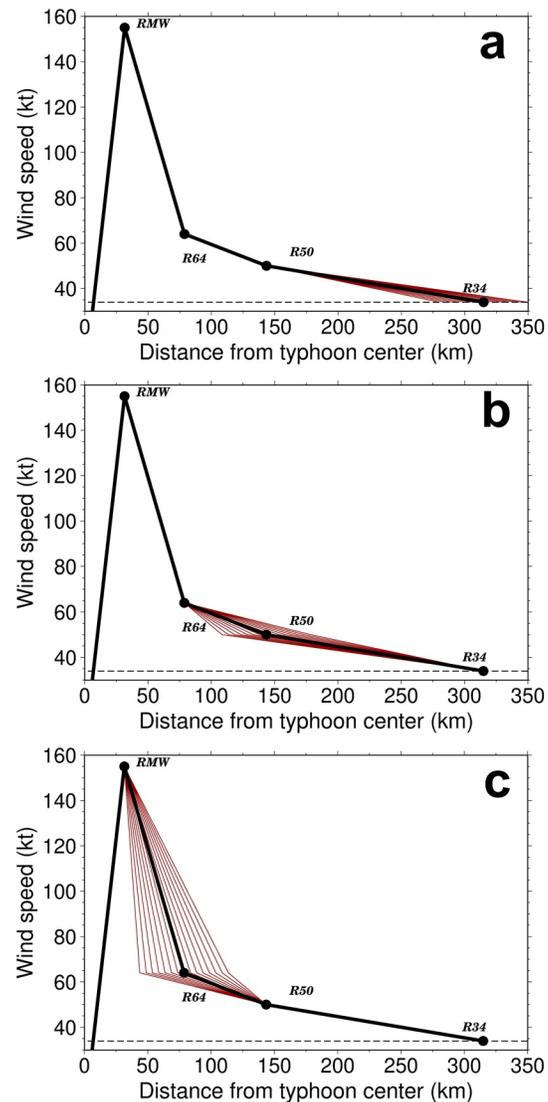 a
160
RMW
140
120
100
80
60
R64
R50
40
R34
Wind speed (kt)
0 50 100 150 200 250 300 350
Distance from typhoon center (km)
b
160
RMW
140
120
100
80
60
R64
R50
40
R34
Wind speed (kt)
0 50 100 150 200 250 300 350
Distance from typhoon center (km)
c
160
RMW
140
120
100
80
60
R64
R50
40
R34
Wind speed (kt)
0 50 100 150 200 250 300 350
Distance from typhoon center (km)